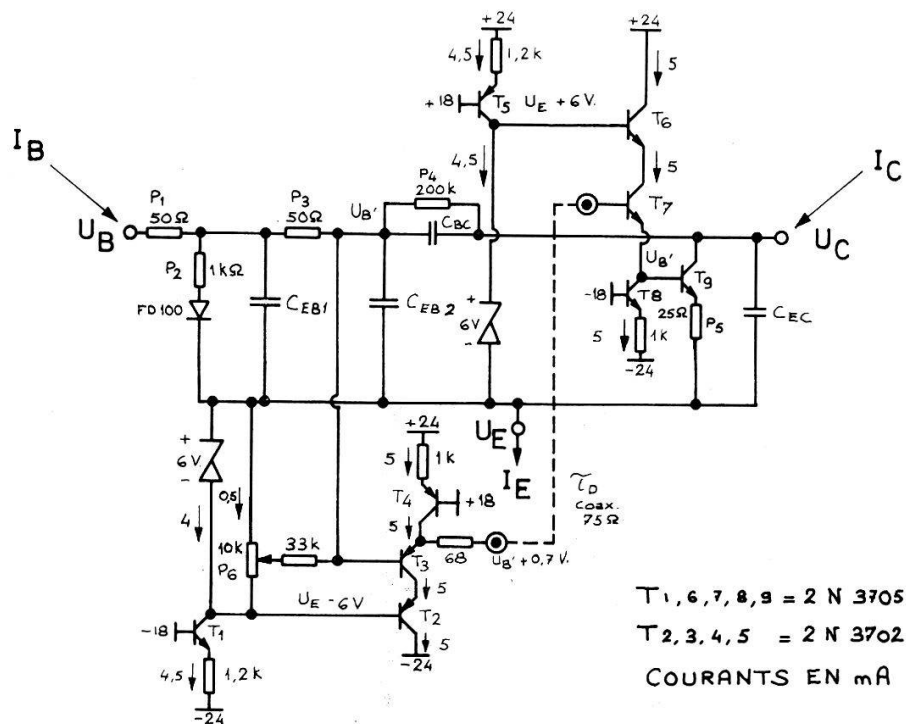 +24
+24
4,5
1,2k
5
+18
T5
UE + 6V.
T6
IB
4,5
5
IC
P1
50Ω
P3
50Ω
UB'
P4
200k
CBC
T7
UB
UC
P2
1kΩ
FD100
CEB1
CEB2
+
6V
-
UB'
-18
T8
T9
25Ω
P5
5
1k
-24
CEC
+
6V
-
0,5
4
+24
5
1k
UE
IE
T4
+18
τD
coax.
75Ω
10k
P6
33k
5
68
UB' + 0,7V.
T3
5
UE - 6V
T2
-18
T1
5
-24
4,5
1,2k
-24
T1,6,7,8,9 = 2 N 3705
T2,3,4,5 = 2 N 3702
COURANTS EN mA